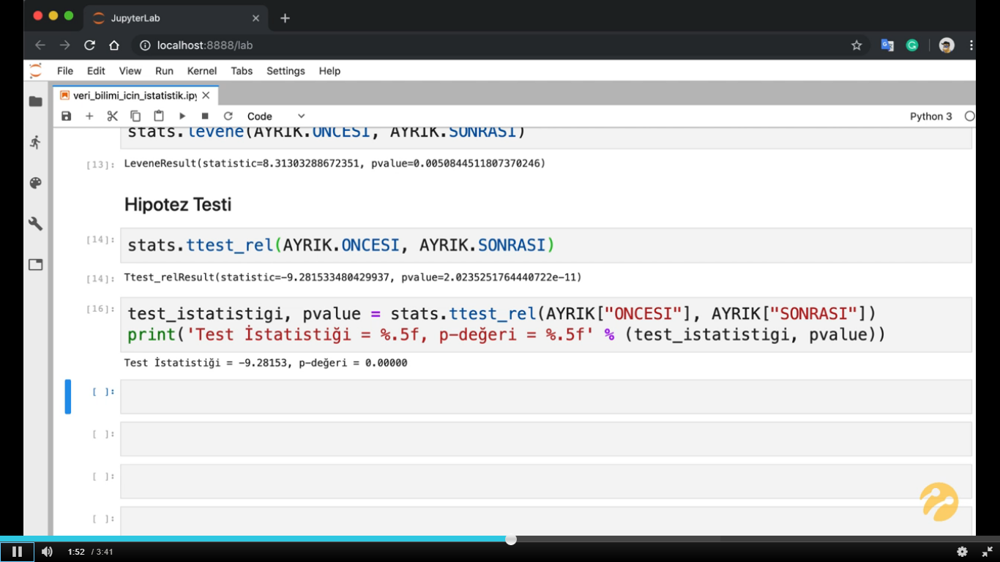 JupyterLab
localhost:8888/lab
File Edit View Run Kernel Tabs Settings Help
veri_bilimi_icin_istatistik.ipy
Code
Python 3
stats.levene(AYRIK.ONCESI, AYRIK.SONRASI)
[13]: LeveneResult(statistic=8.31303288672351, pvalue=0.0050844511807370246)
Hipotez Testi
[14]: stats.ttest_rel(AYRIK.ONCESI, AYRIK.SONRASI)
[14]: Ttest_relResult(statistic=-9.281533480429937, pvalue=2.0235251764440722e-11)
[16]: test_istatistigi, pvalue = stats.ttest_rel(AYRIK["ONCESI"], AYRIK["SONRASI"])
print('Test İstatistiği = %.5f, p-değeri = %.5f' % (test_istatistigi, pvalue))
Test İstatistiği = -9.28153, p-değeri = 0.00000
[ ]:
[ ]:
[ ]:
[ ]:
1:52 / 3:41